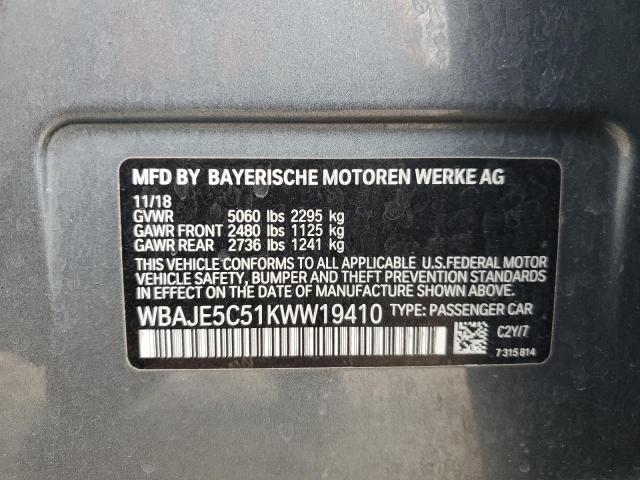 MFD BY BAYERISCHE MOTOREN WERKE AG
11/18
GVWR 5060 lbs 2295 kg
GAWR FRONT 2480 lbs 1125 kg
GAWR REAR 2736 lbs 1241 kg
THIS VEHICLE CONFORMS TO ALL APPLICABLE U.S.FEDERAL MOTOR
VEHICLE SAFETY, BUMPER AND THEFT PREVENTION STANDARDS
IN EFFECT ON THE DATE OF MANUFACTURE SHOWN ABOVE.
WBAJE5C51KWW19410 TYPE: PASSENGER CAR
C2Y/7
7 315 814